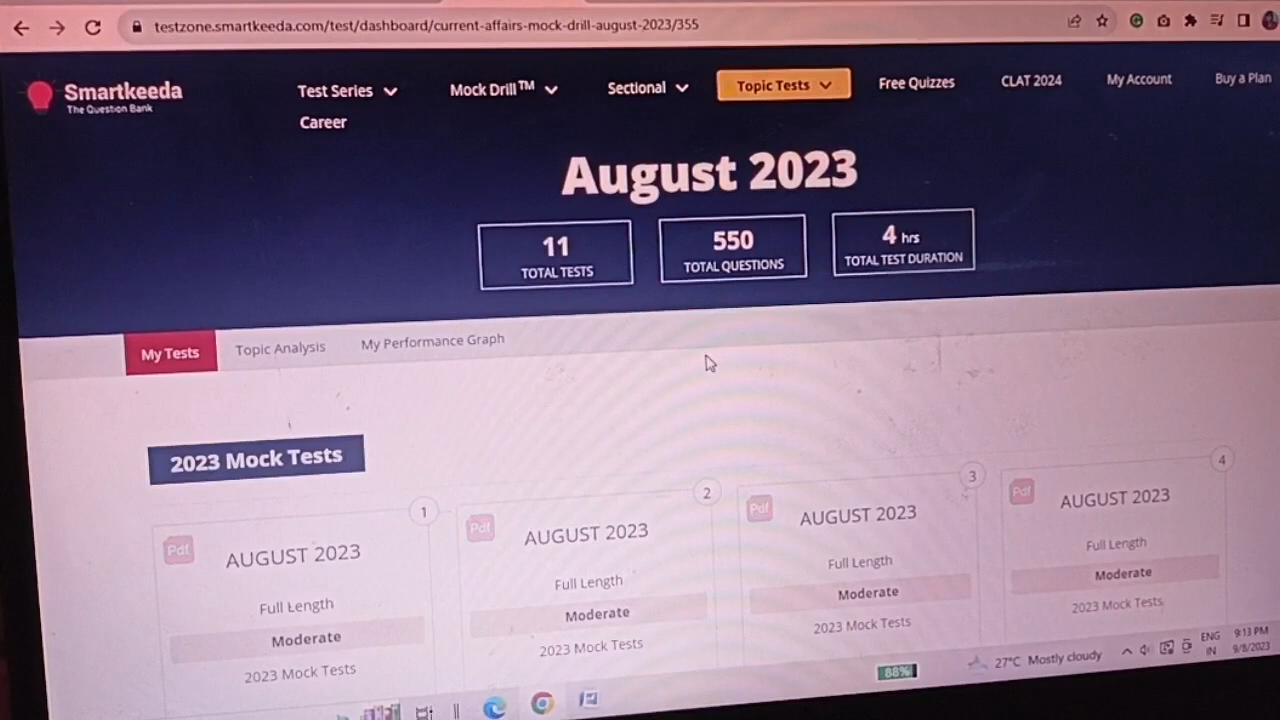 testzone.smartkeeda.com/test/dashboard/current-affairs-mock-drill-august-2023/355
Smartkeeda
The Question Bank
Test Series
Mock Drill™
Sectional
Topic Tests
Free Quizzes
CLAT 2024
My Account
Buy a Plan
Career
August 2023
11
TOTAL TESTS
550
TOTAL QUESTIONS
4 hrs
TOTAL TEST DURATION
My Tests
Topic Analysis
My Performance Graph
2023 Mock Tests
1
Pdf
AUGUST 2023
Full Length
Moderate
2023 Mock Tests
2
Pdf
AUGUST 2023
Full Length
Moderate
2023 Mock Tests
3
Pdf
AUGUST 2023
Full Length
Moderate
2023 Mock Tests
4
Pdf
AUGUST 2023
Full Length
Moderate
2023 Mock Tests
88%
27°C Mostly cloudy
ENG
IN
9:13 PM
9/8/2023